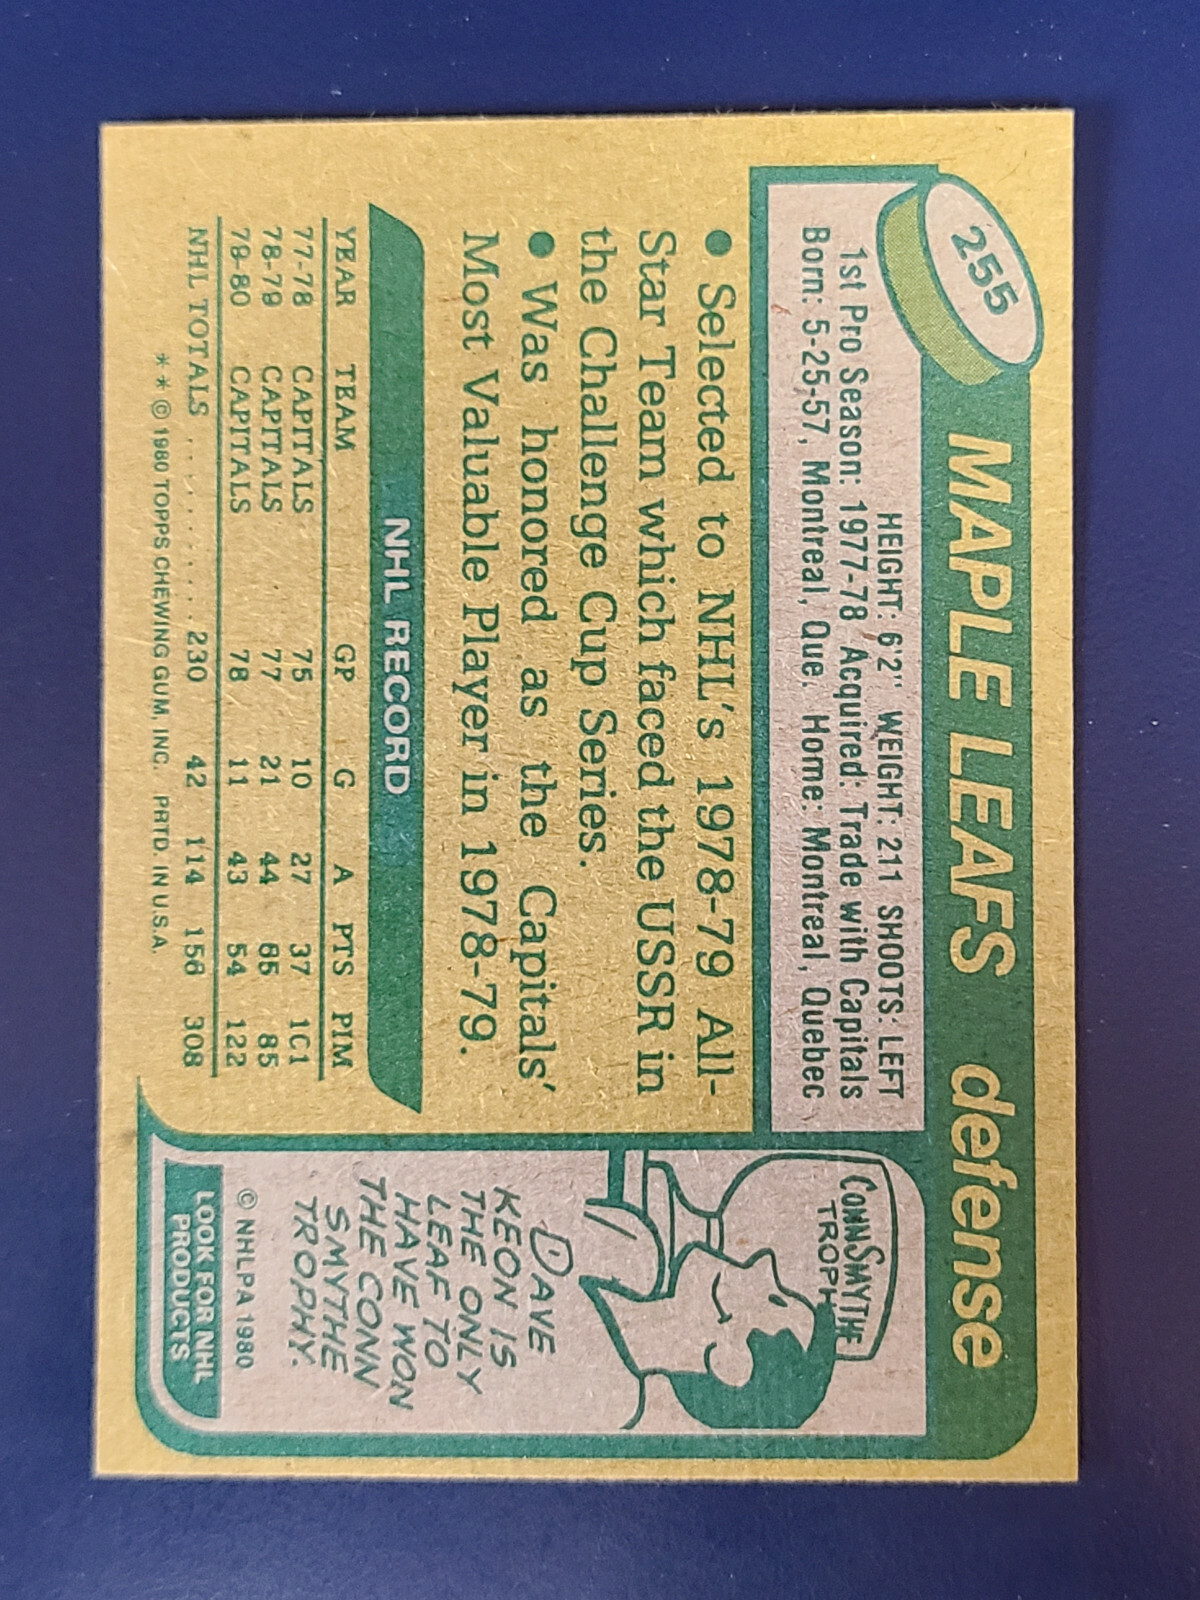 255
MAPLE LEAFS defense
HEIGHT: 6'2" WEIGHT: 211 SHOOTS: LEFT
1st Pro Season: 1977-78 Acquired: Trade with Capitals
Born: 5-25-57, Montreal, Que. Home: Montreal, Quebec
● Selected to NHL's 1978-79 All-
Star Team which faced the USSR in
the Challenge Cup Series.
● Was honored as the Capitals'
Most Valuable Player in 1978-79.
NHL RECORD
YEAR TEAM GP G A PTS PIM
77-78 CAPITALS 75 10 27 37 101
78-79 CAPITALS 77 21 44 65 85
79-80 CAPITALS 78 11 43 54 122
NHL TOTALS .......... 230 42 114 156 308
** © 1980 TOPPS CHEWING GUM, INC. PRTD. IN U.S.A.
CONN SMYTHE
TROPHY
DAVE
KEON IS
THE ONLY
LEAF TO
HAVE WON
THE CONN
SMYTHE
TROPHY.
© NHLPA 1980
LOOK FOR NHL
PRODUCTS